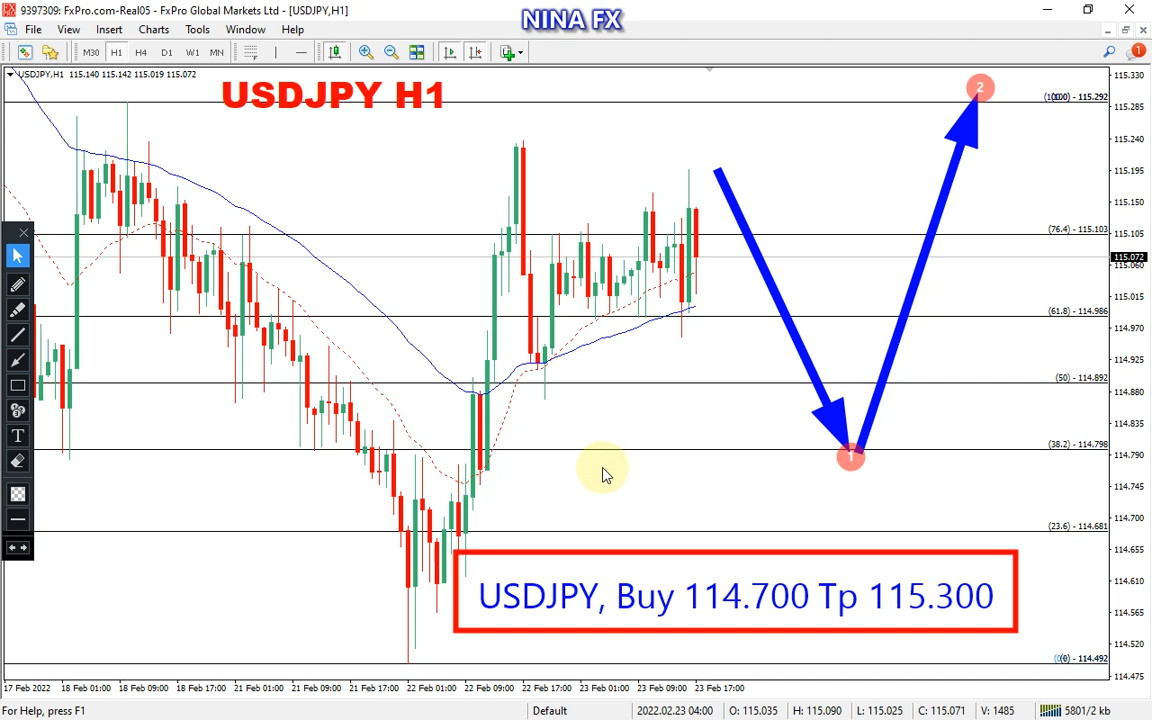 9397309: FxPro.com-Real05 - FxPro Global Markets Ltd - [USDJPY,H1]
NINA FX
File View Insert Charts Tools Window Help
1
M30 H1 H4 D1 W1 MN
USDJPY,H1 115.140 115.142 115.019 115.072
USDJPY H1
2
115.330
115.285
115.240
115.195
115.150
115.105
115.072
115.060
115.015
114.970
114.925
114.880
114.835
114.790
114.745
114.700
114.655
114.610
114.565
114.520
114.475
(76.4) - 115.103
(61.8) - 114.986
(50) - 114.892
(38.2) - 114.798
(23.6) - 114.681
1
T
USDJPY, Buy 114.700 Tp 115.300
17 Feb 2022 18 Feb 01:00 18 Feb 09:00 18 Feb 17:00 21 Feb 01:00 21 Feb 09:00 21 Feb 17:00 22 Feb 01:00 22 Feb 09:00 22 Feb 17:00 23 Feb 01:00 23 Feb 09:00 23 Feb 17:00
For Help, press F1 Default 2022.02.23 04:00 O: 115.035 H: 115.090 L: 115.025 C: 115.071 V: 1485 5801/2 kb